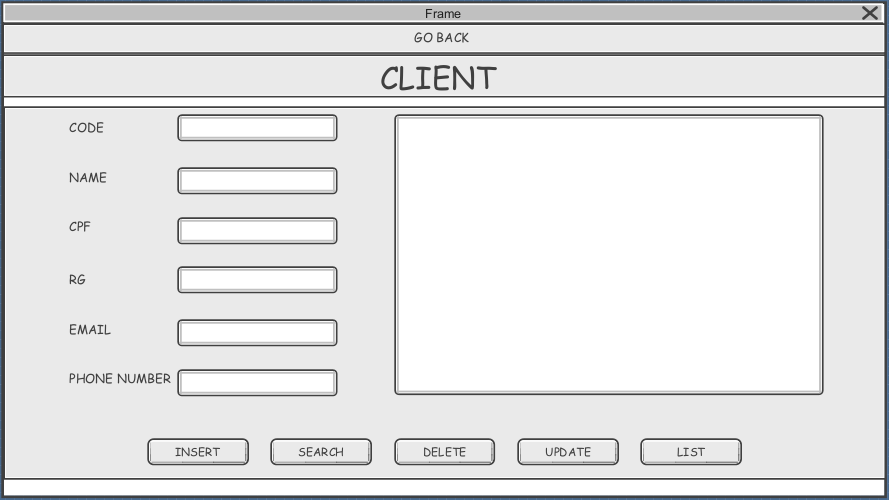 Frame
GO BACK
CLIENT
CODE
NAME
CPF
RG
EMAIL
PHONE NUMBER
INSERT SEARCH DELETE UPDATE LIST